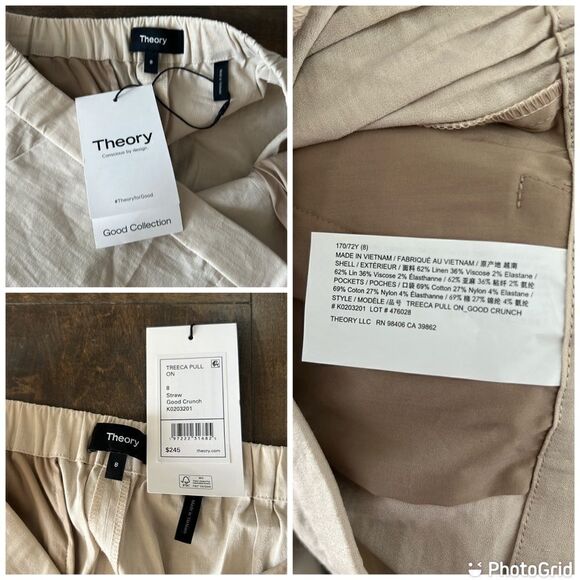 Theory
8
Theory
Conscious by design.
#TheoryforGood
Good Collection
170/72Y (8)
MADE IN VIETNAM / FABRIQUÉ AU VIETNAM / 原产地 越南
SHELL / EXTÉRIEUR / 面料 62% Linen 36% Viscose 2% Elastane /
62% Lin 36% Viscose 2% Élasthanne / 62% 亚麻 36% 粘纤 2% 氨纶
POCKETS / POCHES / 口袋 69% Cotton 27% Nylon 4% Elastane /
69% Coton 27% Nylon 4% Élasthanne / 69% 棉 27% 锦纶 4% 氨纶
STYLE / MODÈLE / 品号 TREECA PULL ON_GOOD CRUNCH
# K0203201 LOT # 476028
THEORY LLC RN 98406 CA 39862
TREECA PULL
ON
8
Straw
Good Crunch
K0203201
$245
theory.com
FSC
Theory
8
Made in Vietnam
PhotoGrid